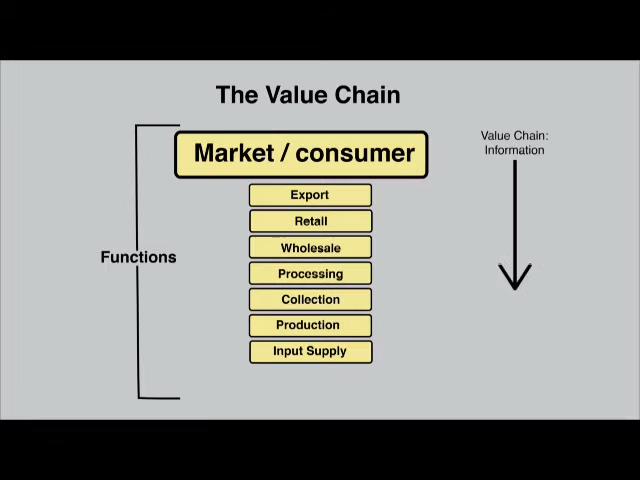 The Value Chain
Market / consumer
Value Chain:
Information
Export
Retail
Wholesale
Functions
Processing
Collection
Production
Input Supply